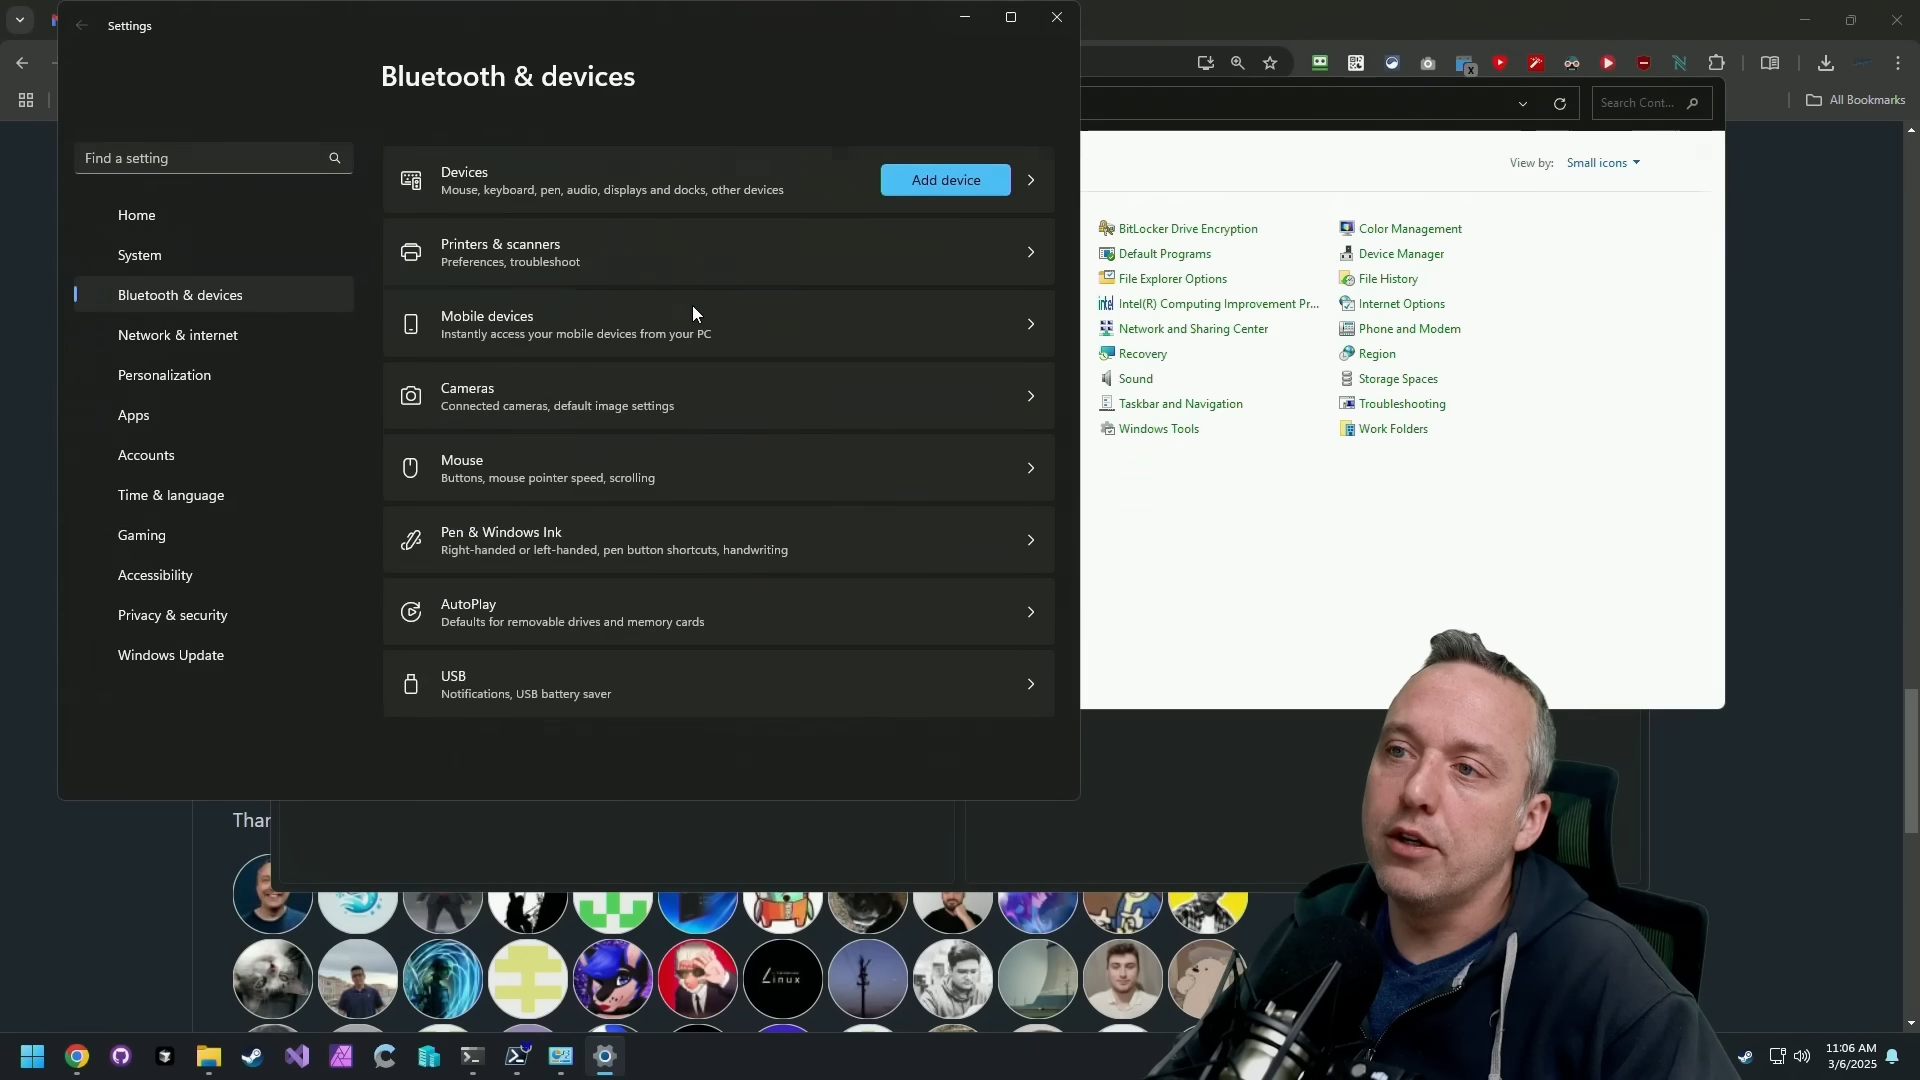 Settings
Bluetooth & devices
Find a setting
Home
System
Bluetooth & devices
Network & internet
Personalization
Apps
Accounts
Time & language
Gaming
Accessibility
Privacy & security
Windows Update
Devices
Mouse, keyboard, pen, audio, displays and docks, other devices
Add device
Printers & scanners
Preferences, troubleshoot
Mobile devices
Instantly access your mobile devices from your PC
Cameras
Connected cameras, default image settings
Mouse
Buttons, mouse pointer speed, scrolling
Pen & Windows Ink
Right-handed or left-handed, pen button shortcuts, handwriting
AutoPlay
Defaults for removable drives and memory cards
USB
Notifications, USB battery saver
All Bookmarks
Search Cont...
View by: Small icons
BitLocker Drive Encryption
Default Programs
File Explorer Options
Intel(R) Computing Improvement Pr...
Network and Sharing Center
Recovery
Sound
Taskbar and Navigation
Windows Tools
Color Management
Device Manager
File History
Internet Options
Phone and Modem
Region
Storage Spaces
Troubleshooting
Work Folders
Than
Linux
11:06 AM
3/6/2025